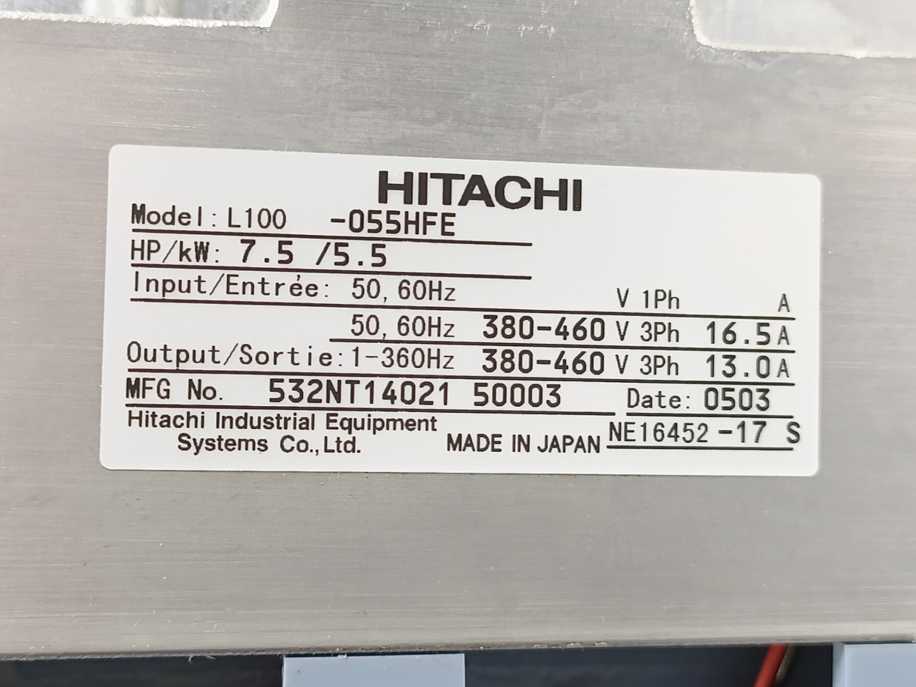 HITACHI
Model: L100 -055HFE
HP/kW: 7.5 /5.5
Input/Entrée: 50, 60Hz V 1Ph A
50, 60Hz 380-460 V 3Ph 16.5 A
Output/Sortie: 1-360Hz 380-460 V 3Ph 13.0 A
MFG No. 532NT14021 50003 Date: 0503
Hitachi Industrial Equipment
Systems Co., Ltd. MADE IN JAPAN NE16452 -17 S